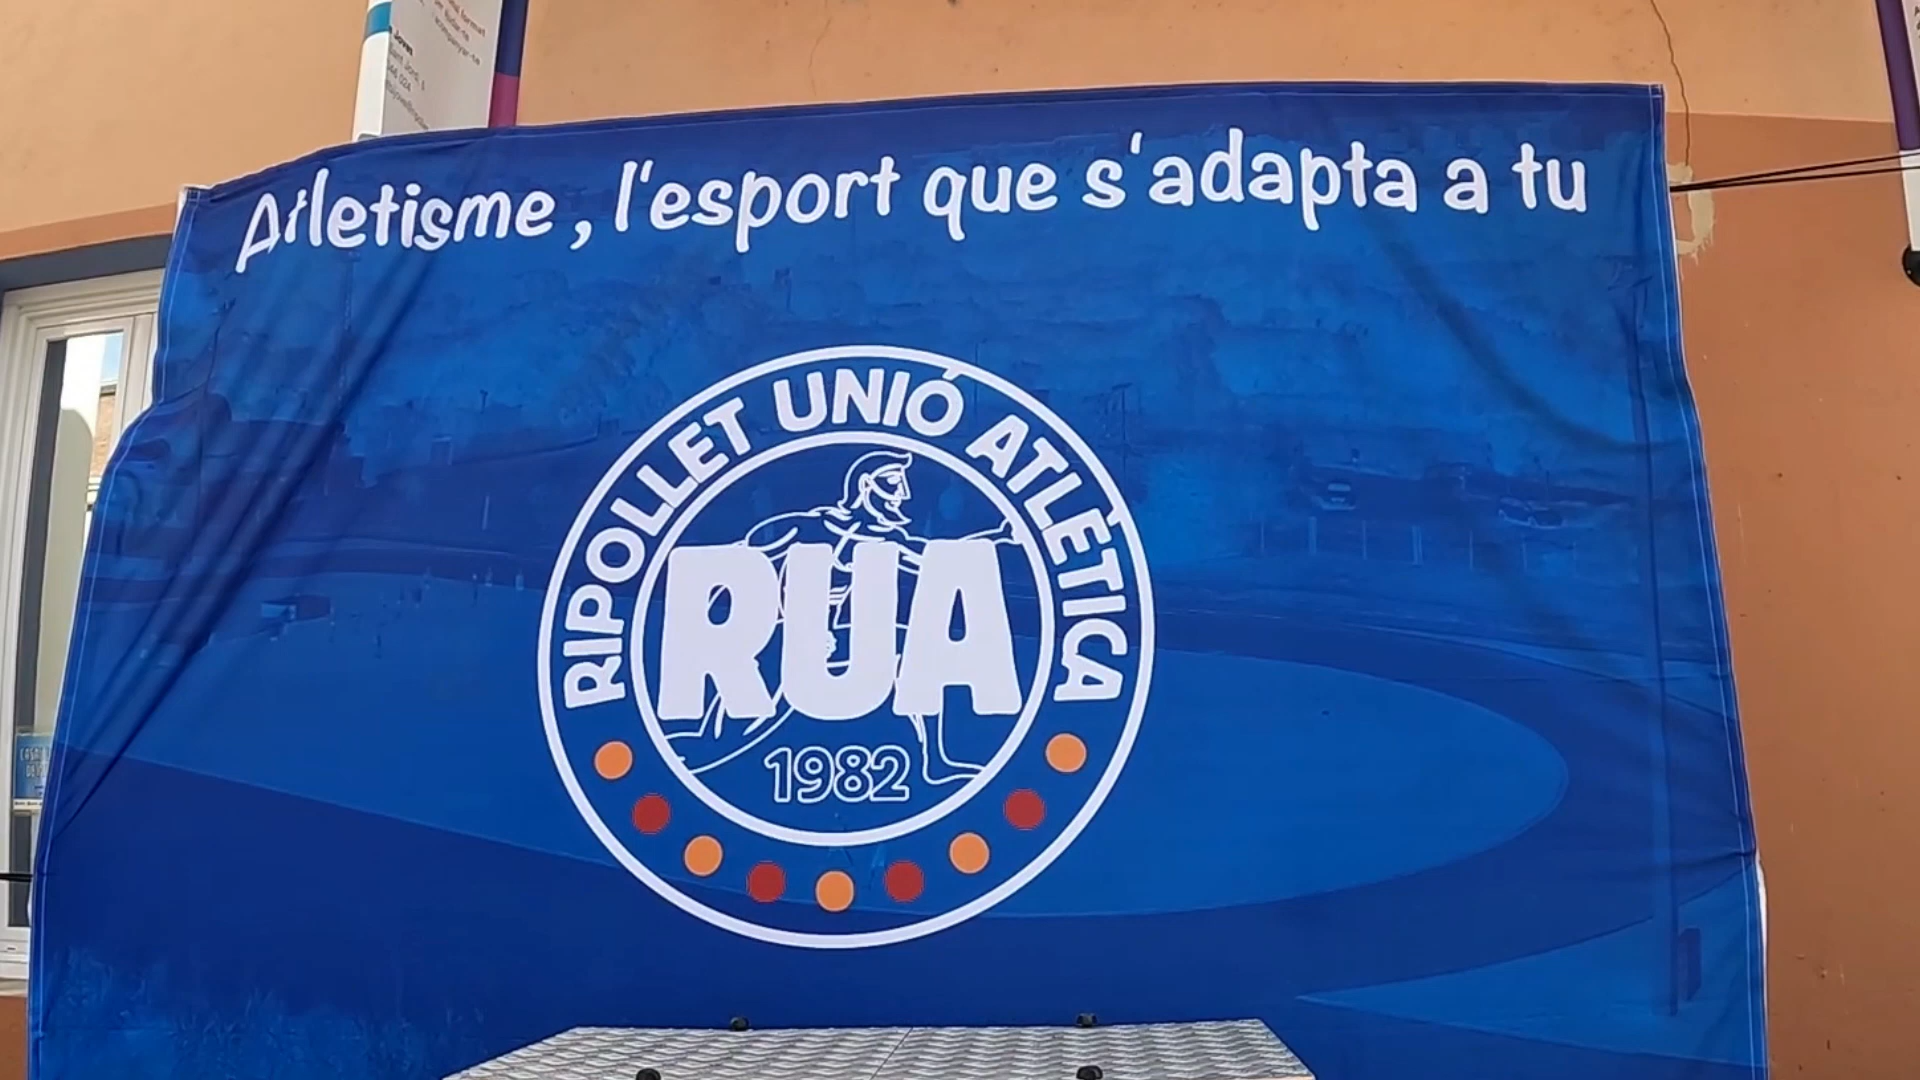 Atletisme, l'esport que s'adapta a tu
RIPOLLET UNIÓ ATLÈTICA
RUA
1982